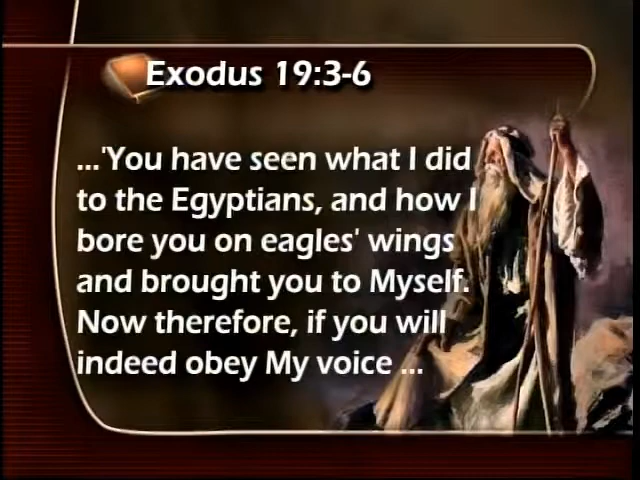 Exodus 19:3-6
...'You have seen what I did
to the Egyptians, and how I
bore you on eagles' wings
and brought you to Myself.
Now therefore, if you will
indeed obey My voice ...